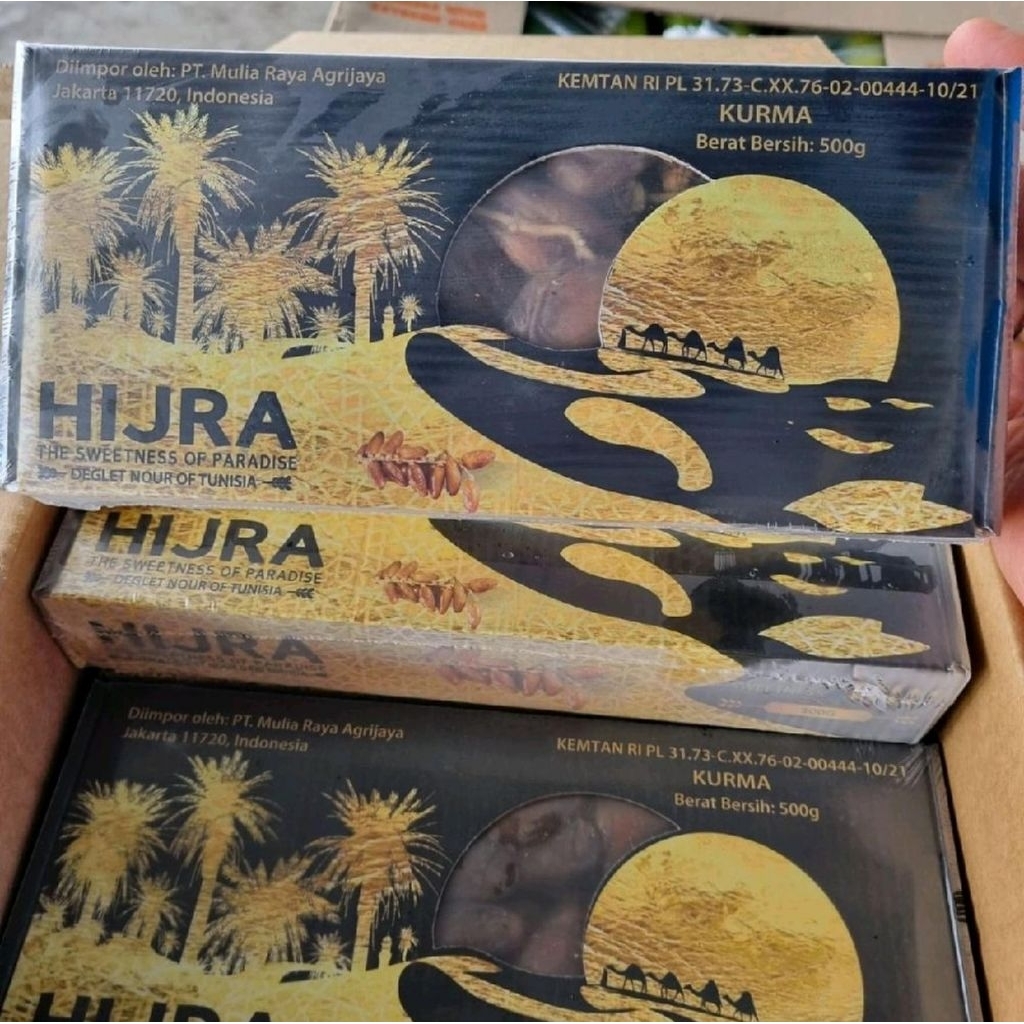 Diimpor oleh: PT. Mulia Raya Agrijaya
Jakarta 11720, Indonesia
KEMTAN RI PL 31.73-C.XX.76-02-00444-10/21
KURMA
Berat Bersih: 500g
HIJRA
THE SWEETNESS OF PARADISE
DEGLET NOUR OF TUNISIA
HIJRA
THE SWEETNESS OF PARADISE
DEGLET NOUR OF TUNISIA
HIJRA
Diimpor oleh: PT. Mulia Raya Agrijaya
Jakarta 11720, Indonesia
KEMTAN RI PL 31.73-C.XX.76-02-00444-10/21
KURMA
Berat Bersih: 500g
HIJRA